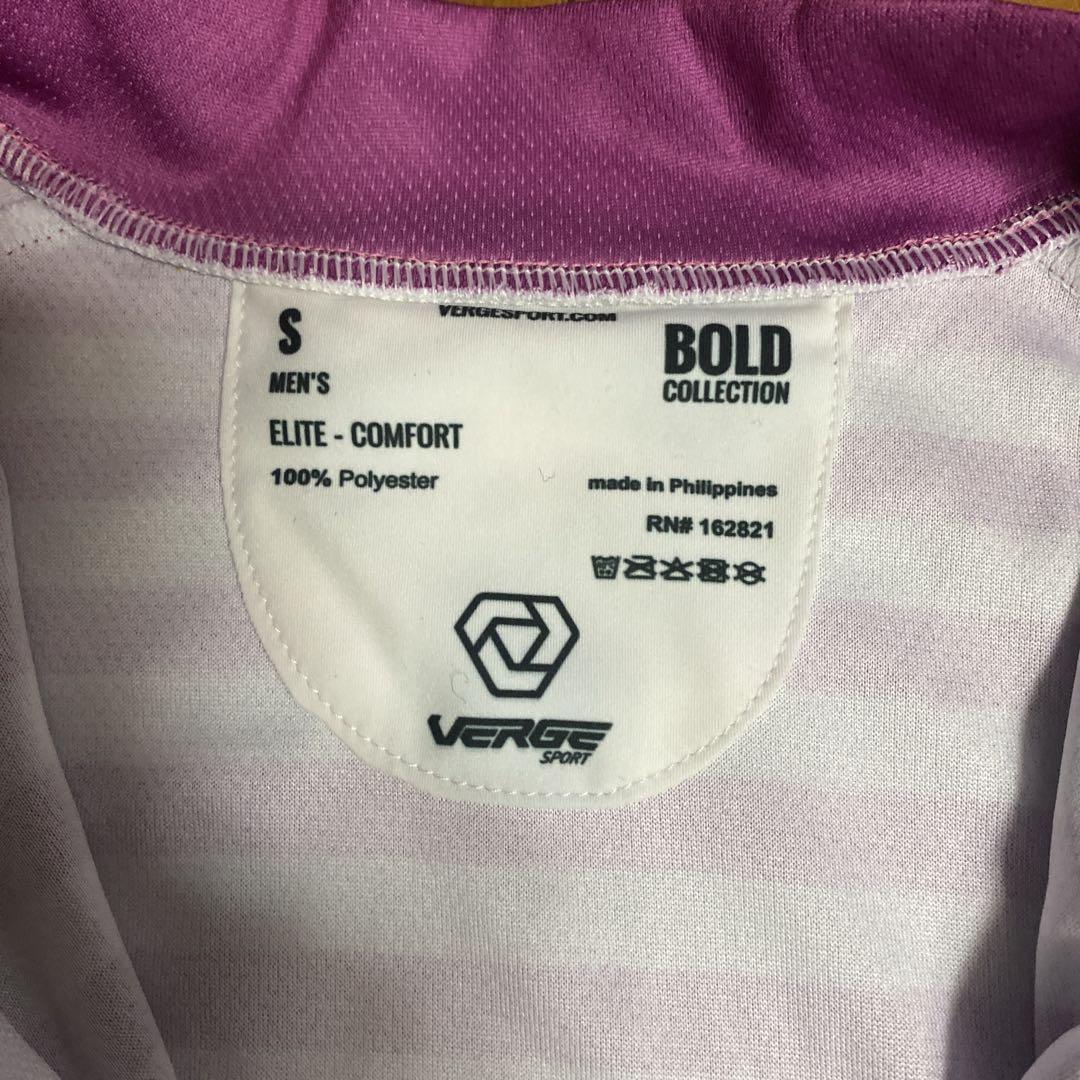 VERGESPORT.COM
S
MEN'S
BOLD
COLLECTION
ELITE - COMFORT
100% Polyester
made in Philippines
RN# 162821
VERGE
SPORT